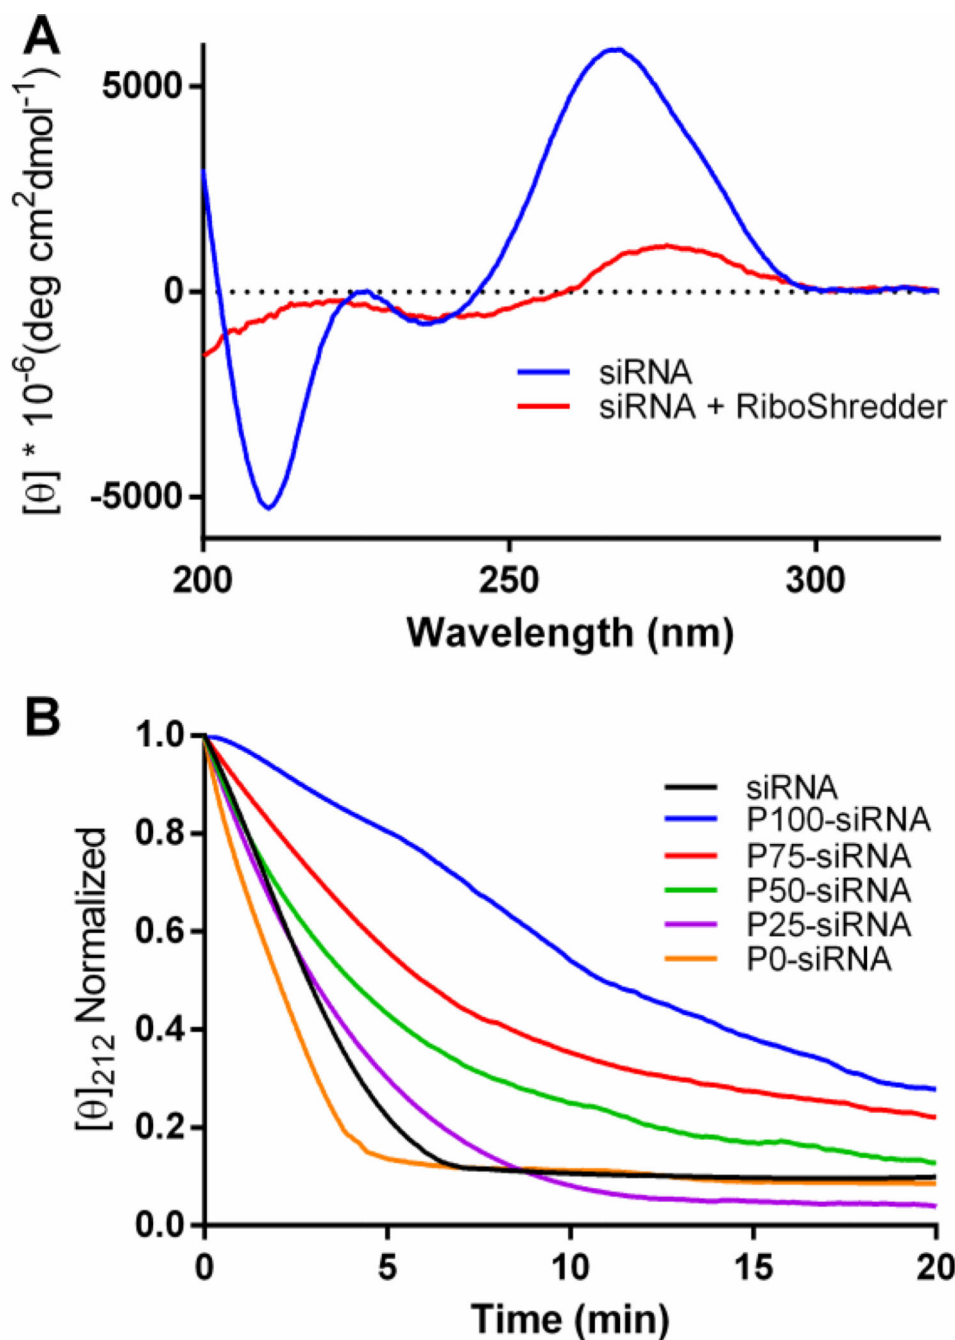 A
[θ] * 10⁻⁶(deg cm²dmol⁻¹)
5000
0
-5000
siRNA
siRNA + RiboShredder
200
250
300
Wavelength (nm)
B
[θ]₂₁₂ Normalized
1.0
0.8
0.6
0.4
0.2
0.0
siRNA
P100-siRNA
P75-siRNA
P50-siRNA
P25-siRNA
P0-siRNA
0
5
10
15
20
Time (min)